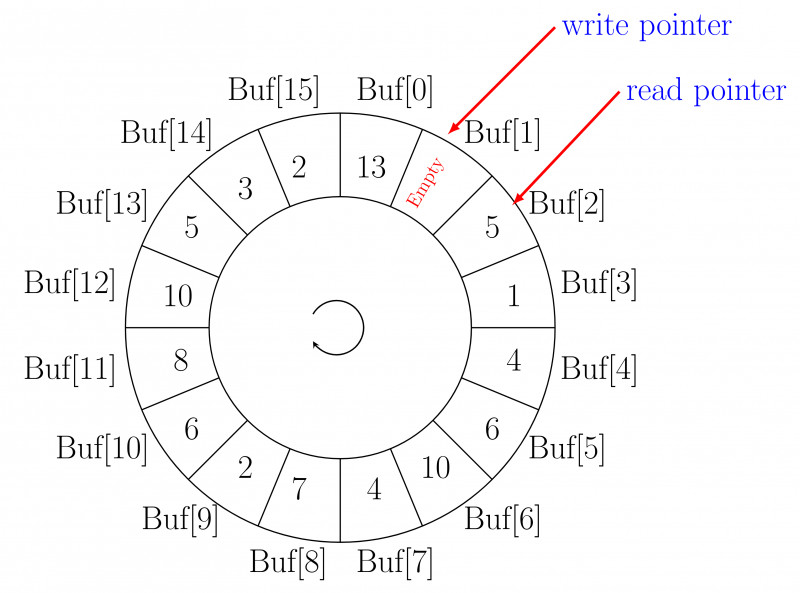 write pointer
read pointer
Buf[15]
Buf[0]
Buf[14]
Buf[1]
2
13
Empty
3
Buf[13]
5
5
Buf[2]
Buf[12]
10
1
Buf[3]
Buf[11]
8
4
Buf[4]
Buf[10]
6
6
Buf[5]
2
7
4
10
Buf[9]
Buf[6]
Buf[8]
Buf[7]